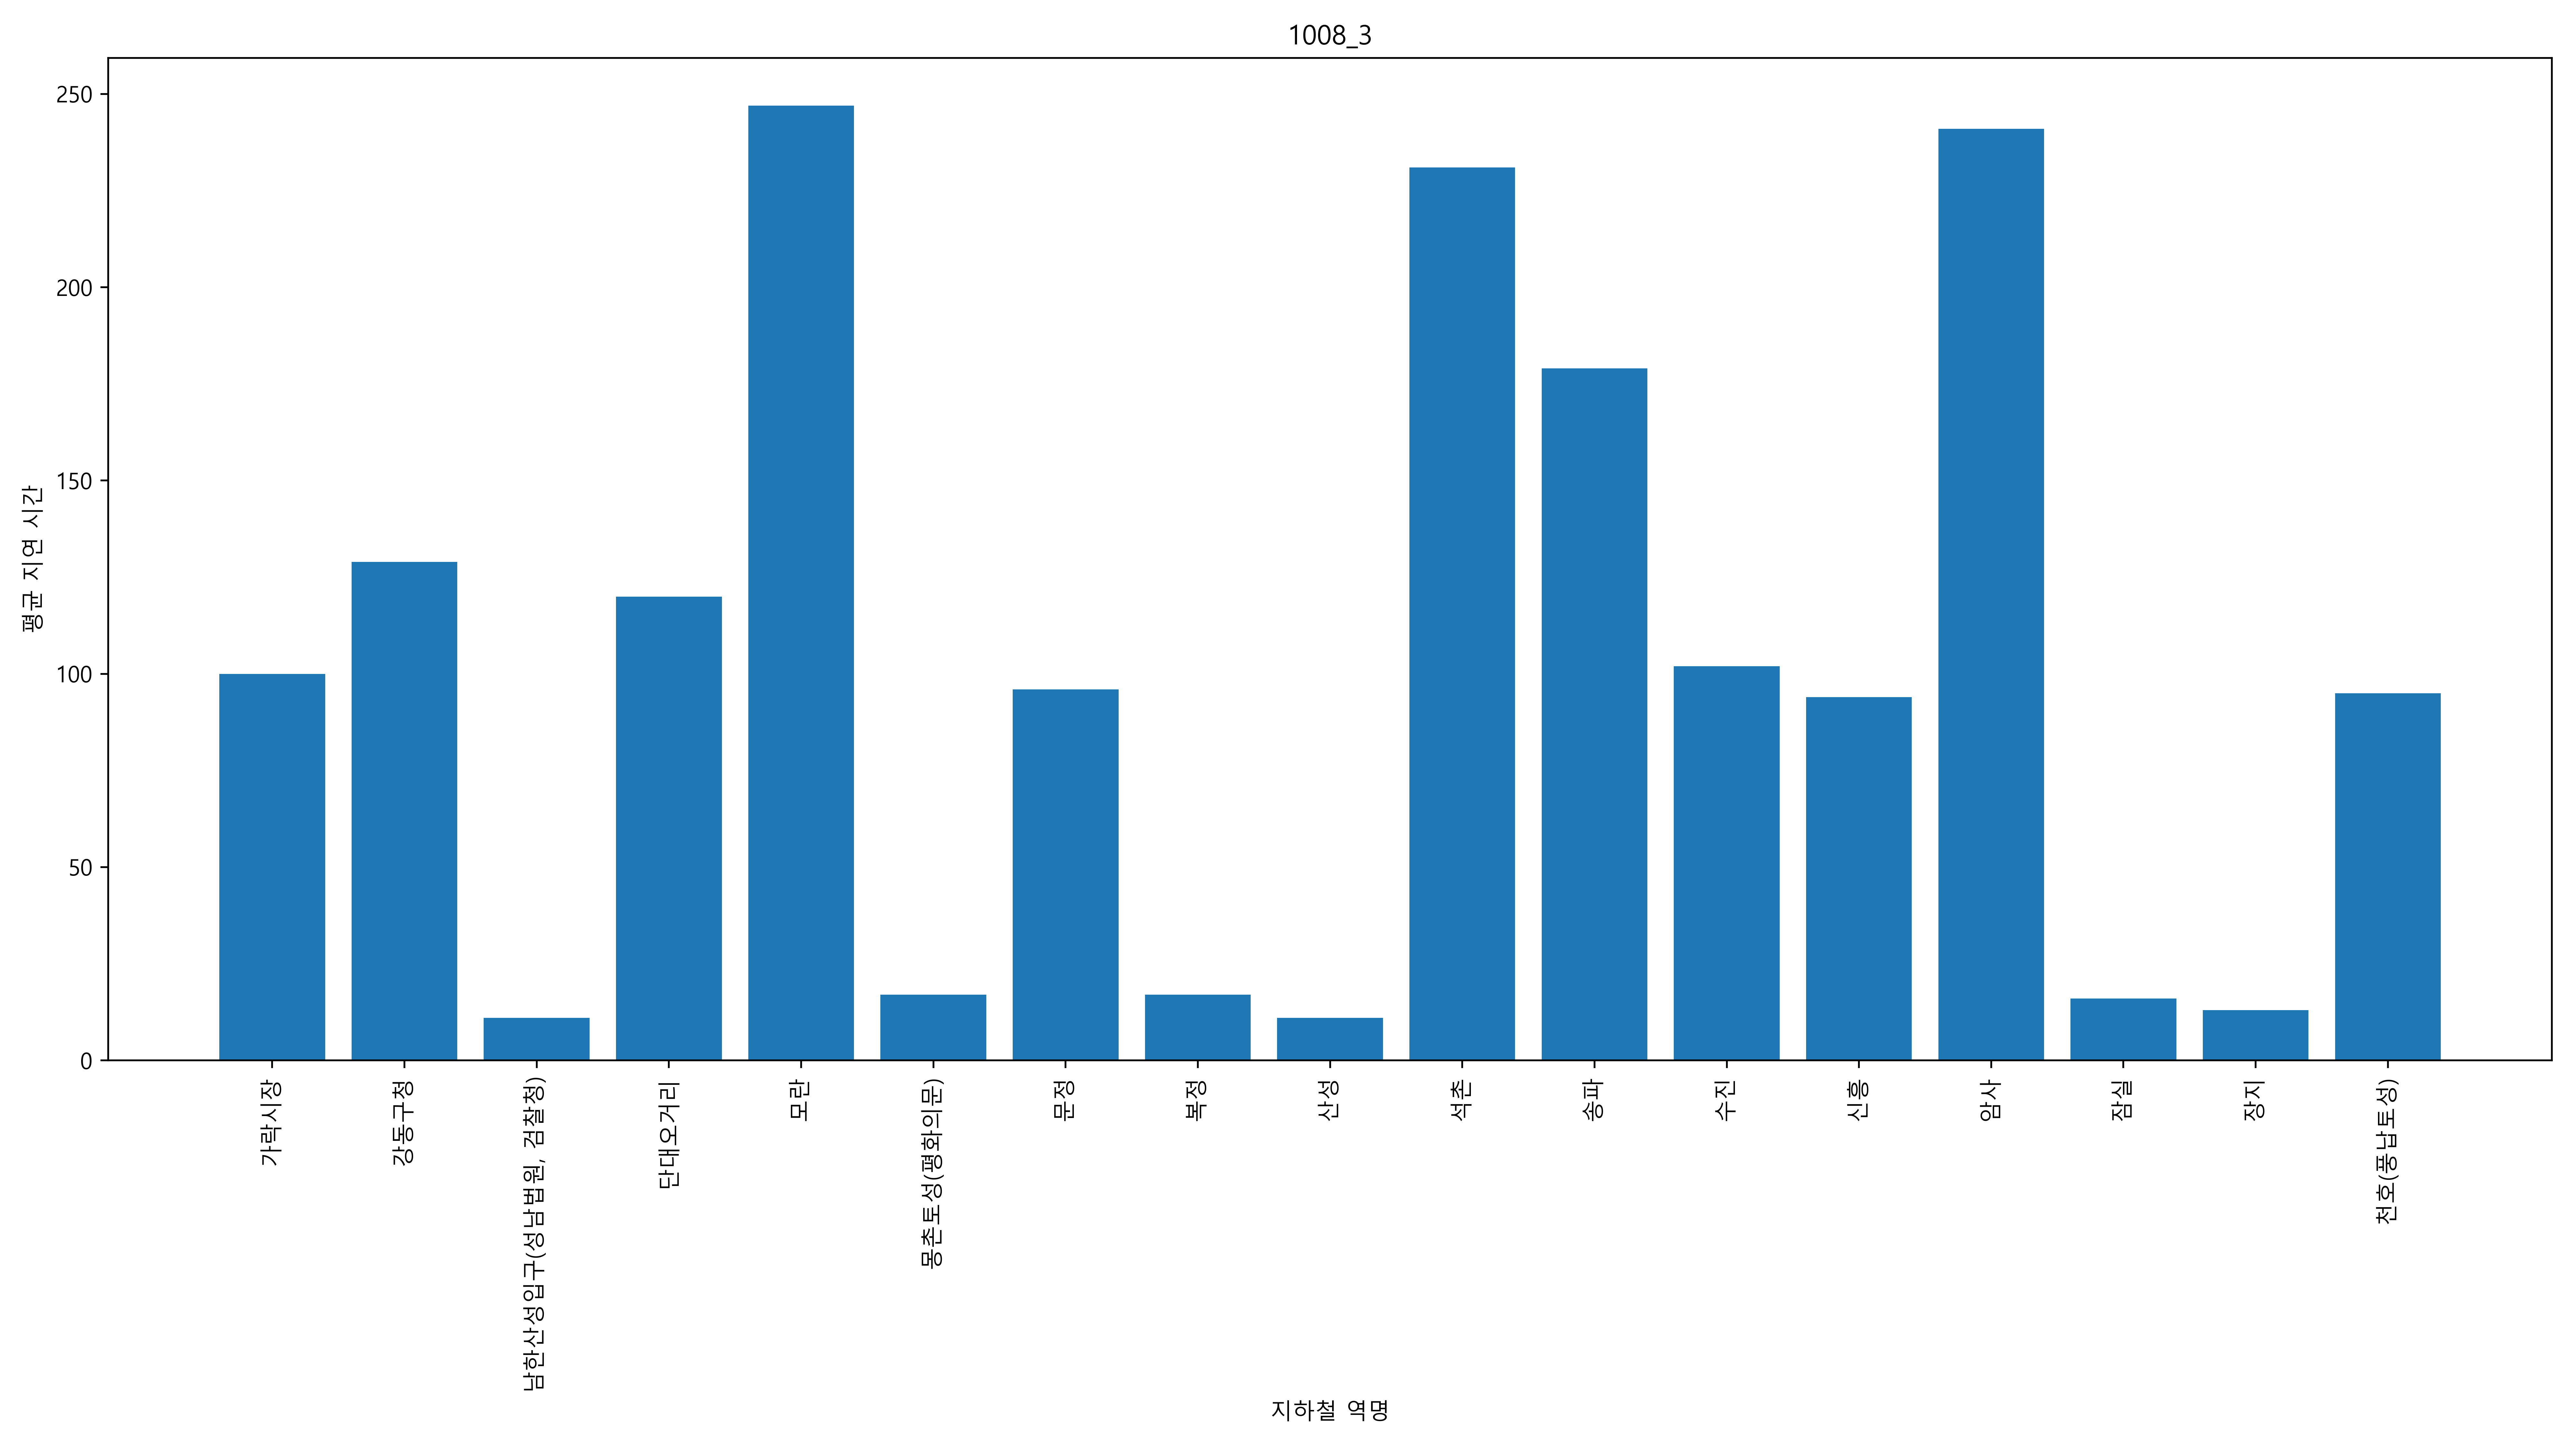 1008_3
평균 지연 시간
250
200
150
100
50
0
가락시장
강동구청
남한산성입구(성남법원, 검찰청)
단대오거리
모란
몽촌토성(평화의문)
문정
복정
산성
석촌
송파
수진
신흥
암사
잠실
장지
천호(풍납토성)
지하철 역명